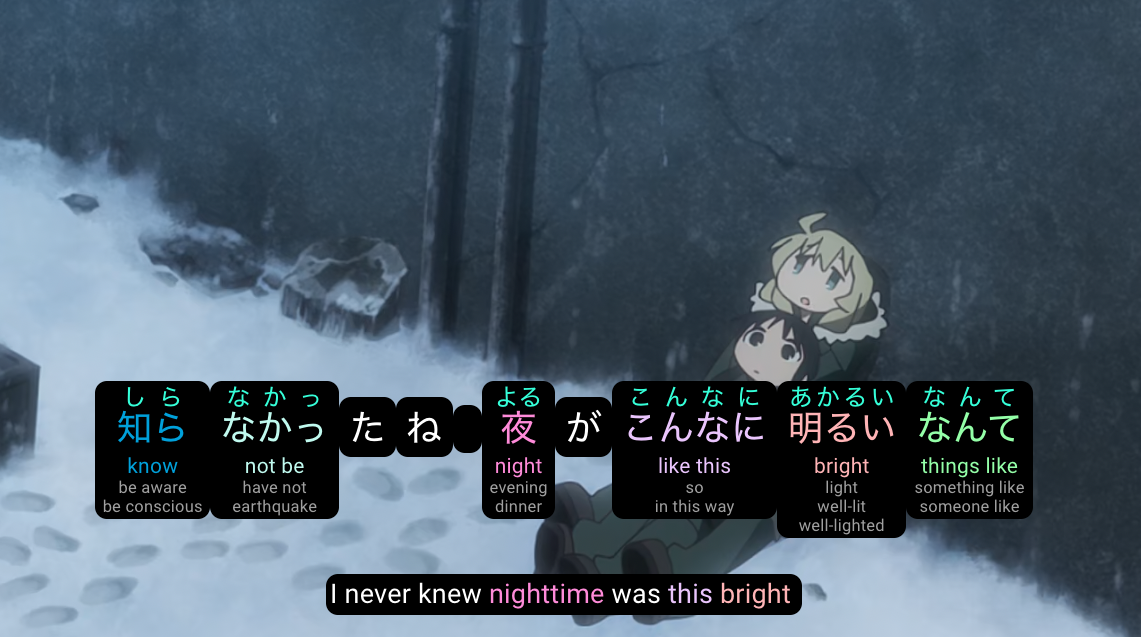 しら なかっ よる こんなに あかるい なんて
知ら なかっ た ね 夜 が こんなに 明るい なんて
know not be night like this bright things like
be aware have not evening so light something like
be conscious earthquake dinner in this way well-lit someone like
well-lighted
I never knew nighttime was this bright